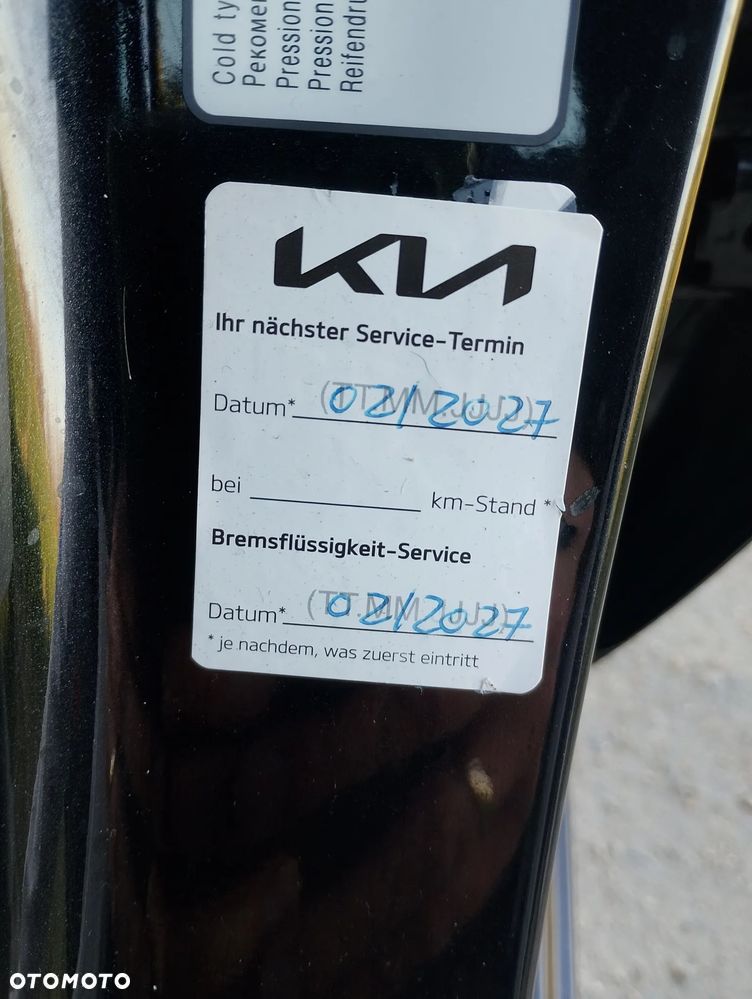 Cold ty
Рекомен
Pression
Pression
Reifendru
KIA
Ihr nächster Service-Termin
Datum* (TT.MM.JJJJ) 02/2027
bei km-Stand *
Bremsflüssigkeit-Service
Datum* (TT.MM.JJJJ) 02/2027
* je nachdem, was zuerst eintritt
OTOMOTO